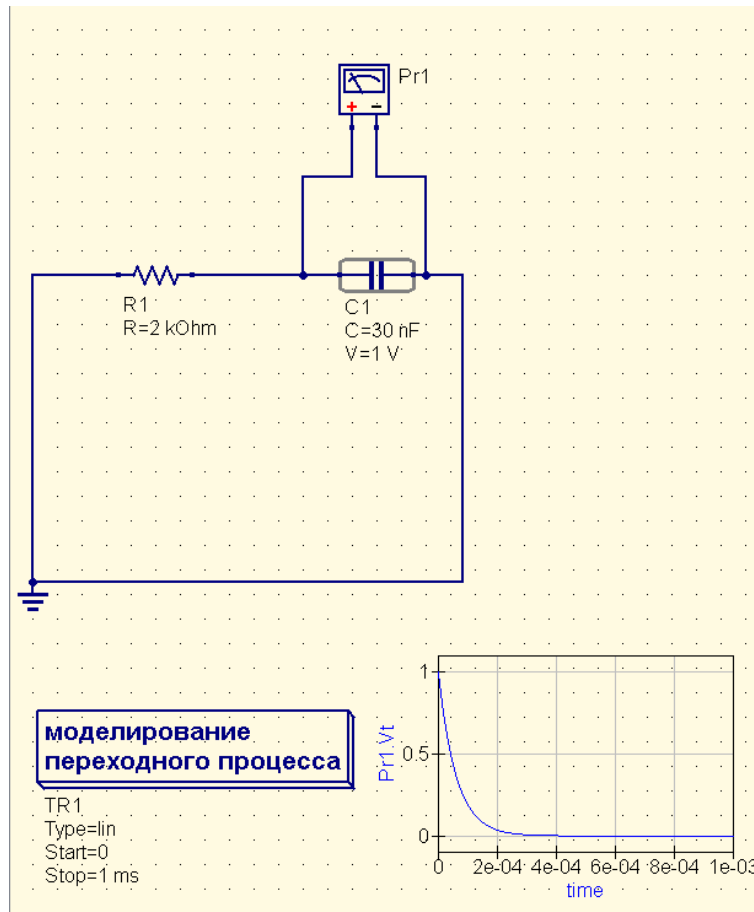 Pr1
+ –
R1
R=2 kOhm
C1
C=30 nF
V=1 V
моделирование
переходного процесса
TR1
Type=lin
Start=0
Stop=1 ms
Pr1.Vt
1
0.5
0
0 2e-04 4e-04 6e-04 8e-04 1e-03
time